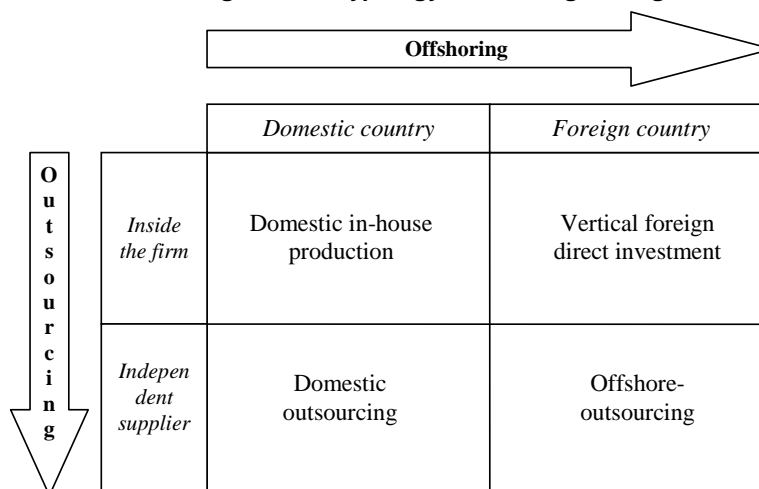 Offshoring
Domestic country
Foreign country
Outsourcing
Inside
the firm
Domestic in-house
production
Vertical foreign
direct investment
Indepen
dent
supplier
Domestic
outsourcing
Offshore-
outsourcing